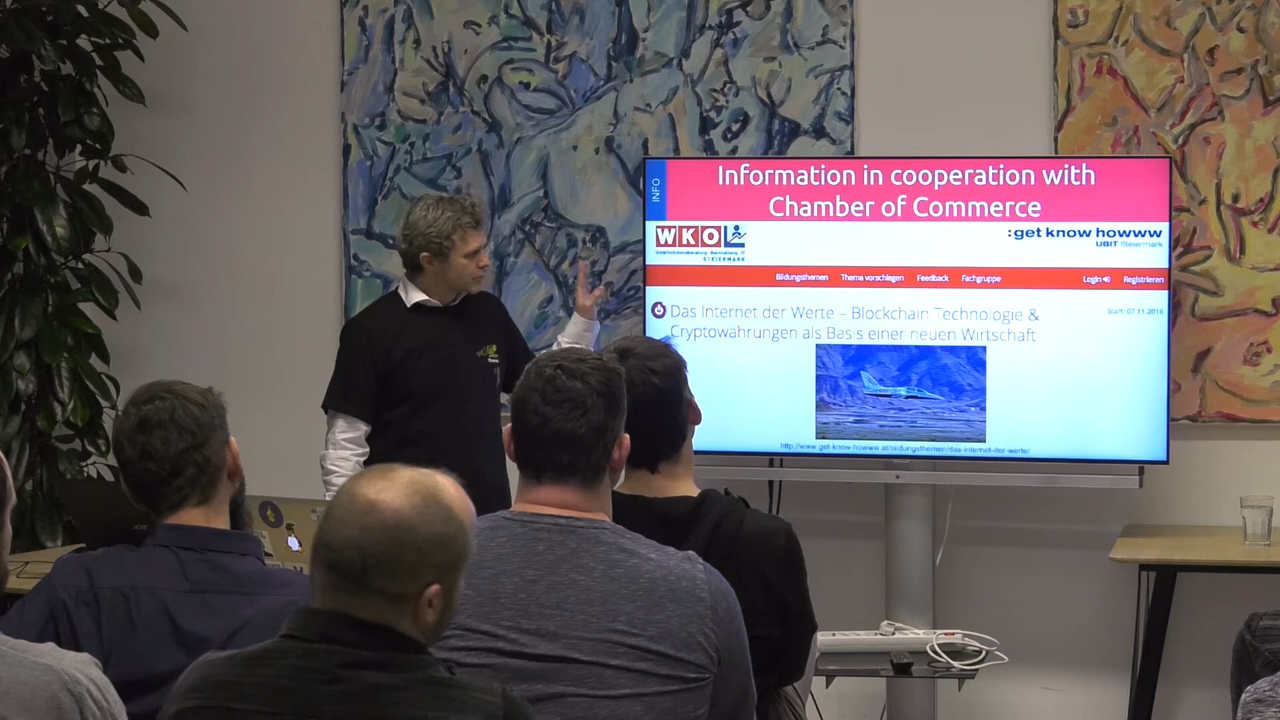 INFO
Information in cooperation with
Chamber of Commerce
WKO
STEIERMARK
:get know howww
UBIT Steiermark
Bildungsthemen Thema vorschlagen Feedback Fachgruppe Login Registrieren
Das Internet der Werte – Blockchain Technologie &
Cryptowährungen als Basis einer neuen Wirtschaft
Start: 07.11.2016
http://www.get-know-howww.at/bildungsthemen/das-internet-der-werte/